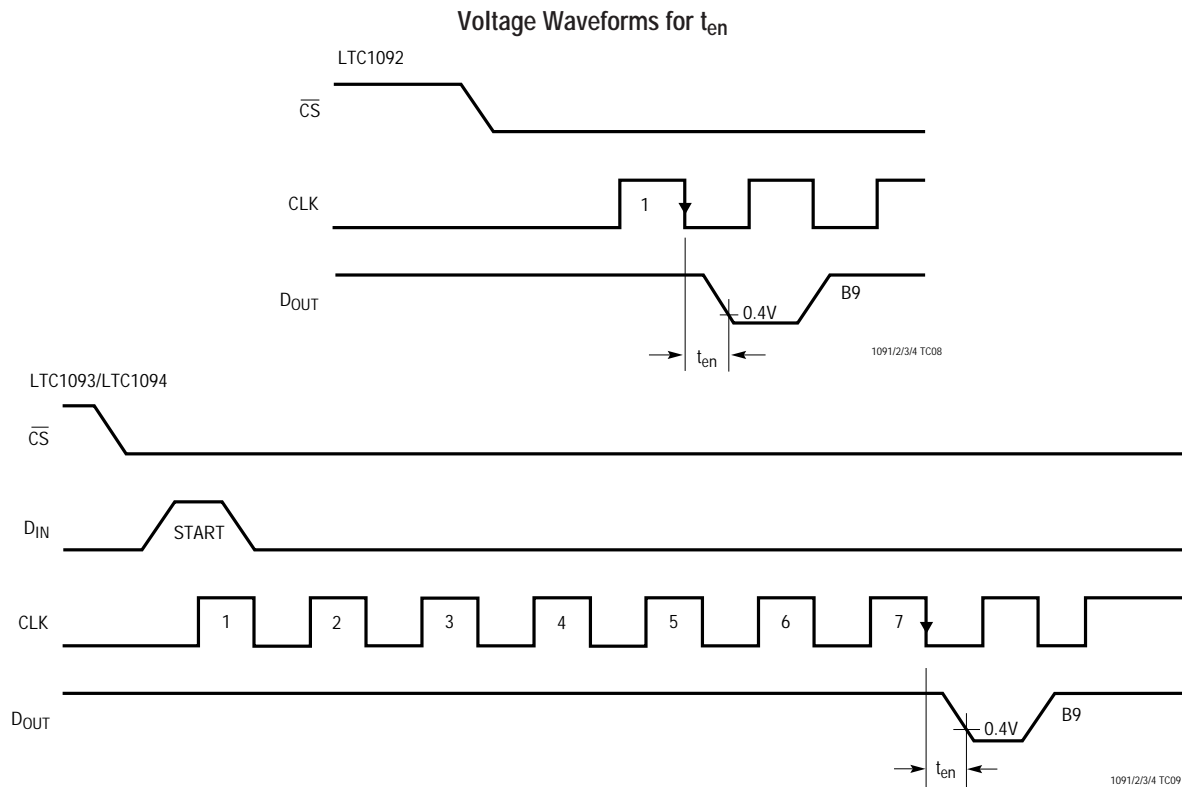 Voltage Waveforms for ten
LTC1092
CS
CLK
1
DOUT
B9
0.4V
ten
1091/2/3/4 TC08
LTC1093/LTC1094
CS
DIN
START
CLK
1 2 3 4 5 6 7
DOUT
B9
0.4V
ten
1091/2/3/4 TC09